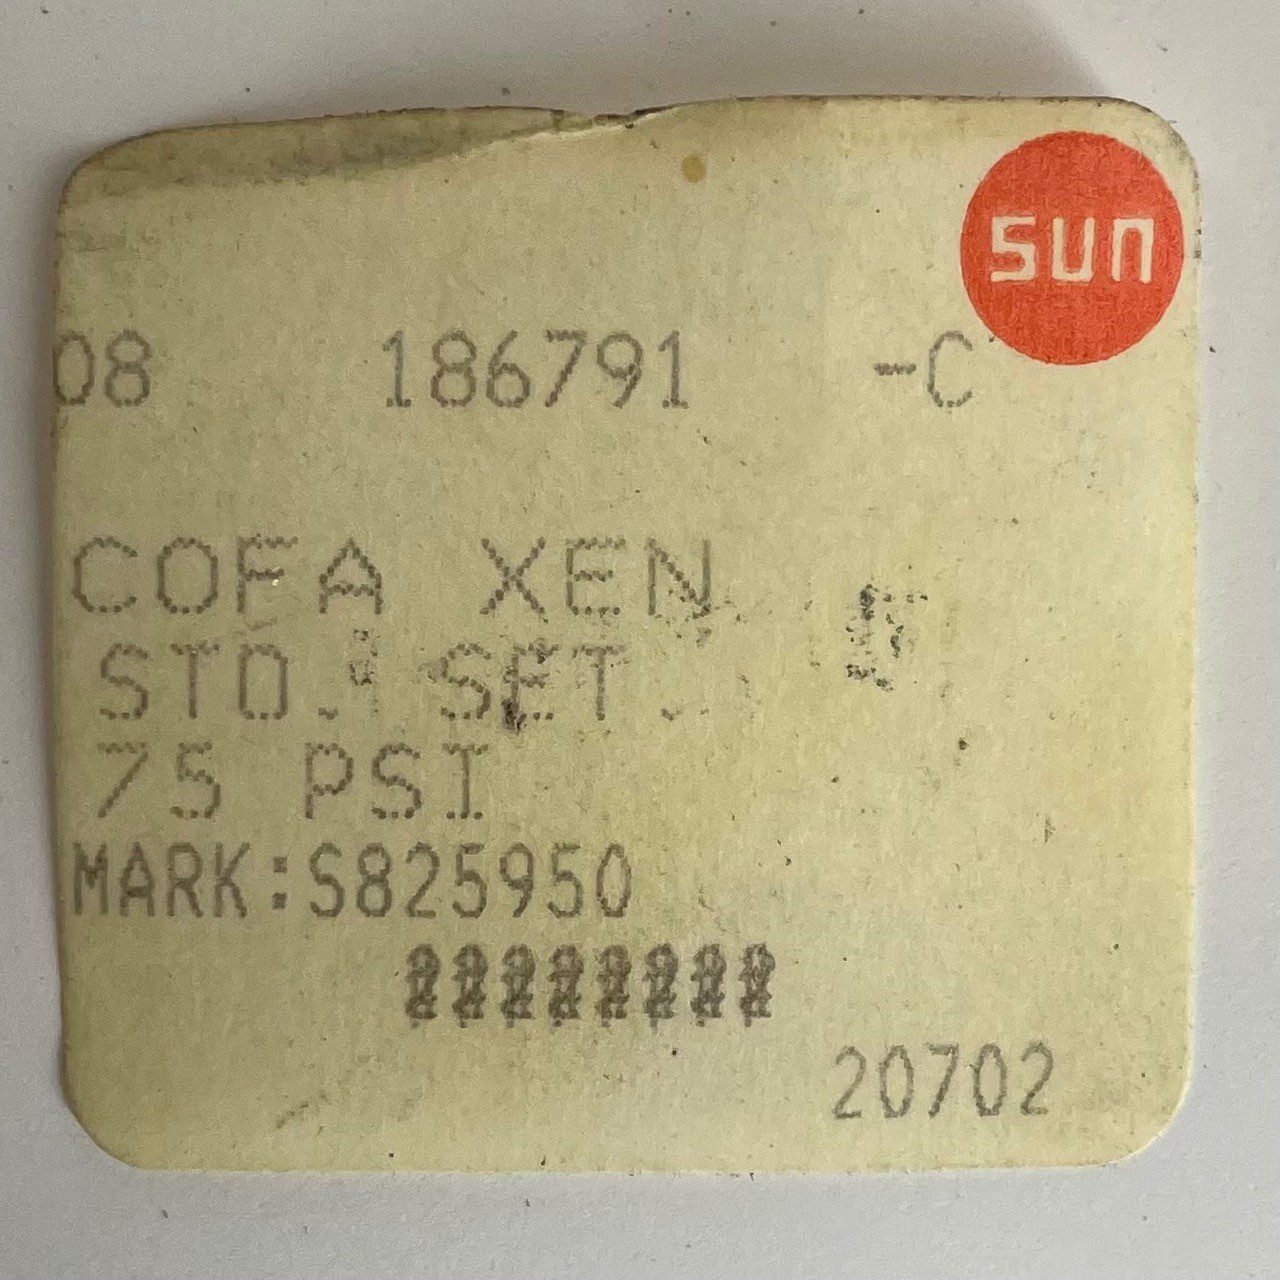 sun
08 186791 -C
COFA XEN
STD. SET.
75 PSI
MARK:S825950
20702